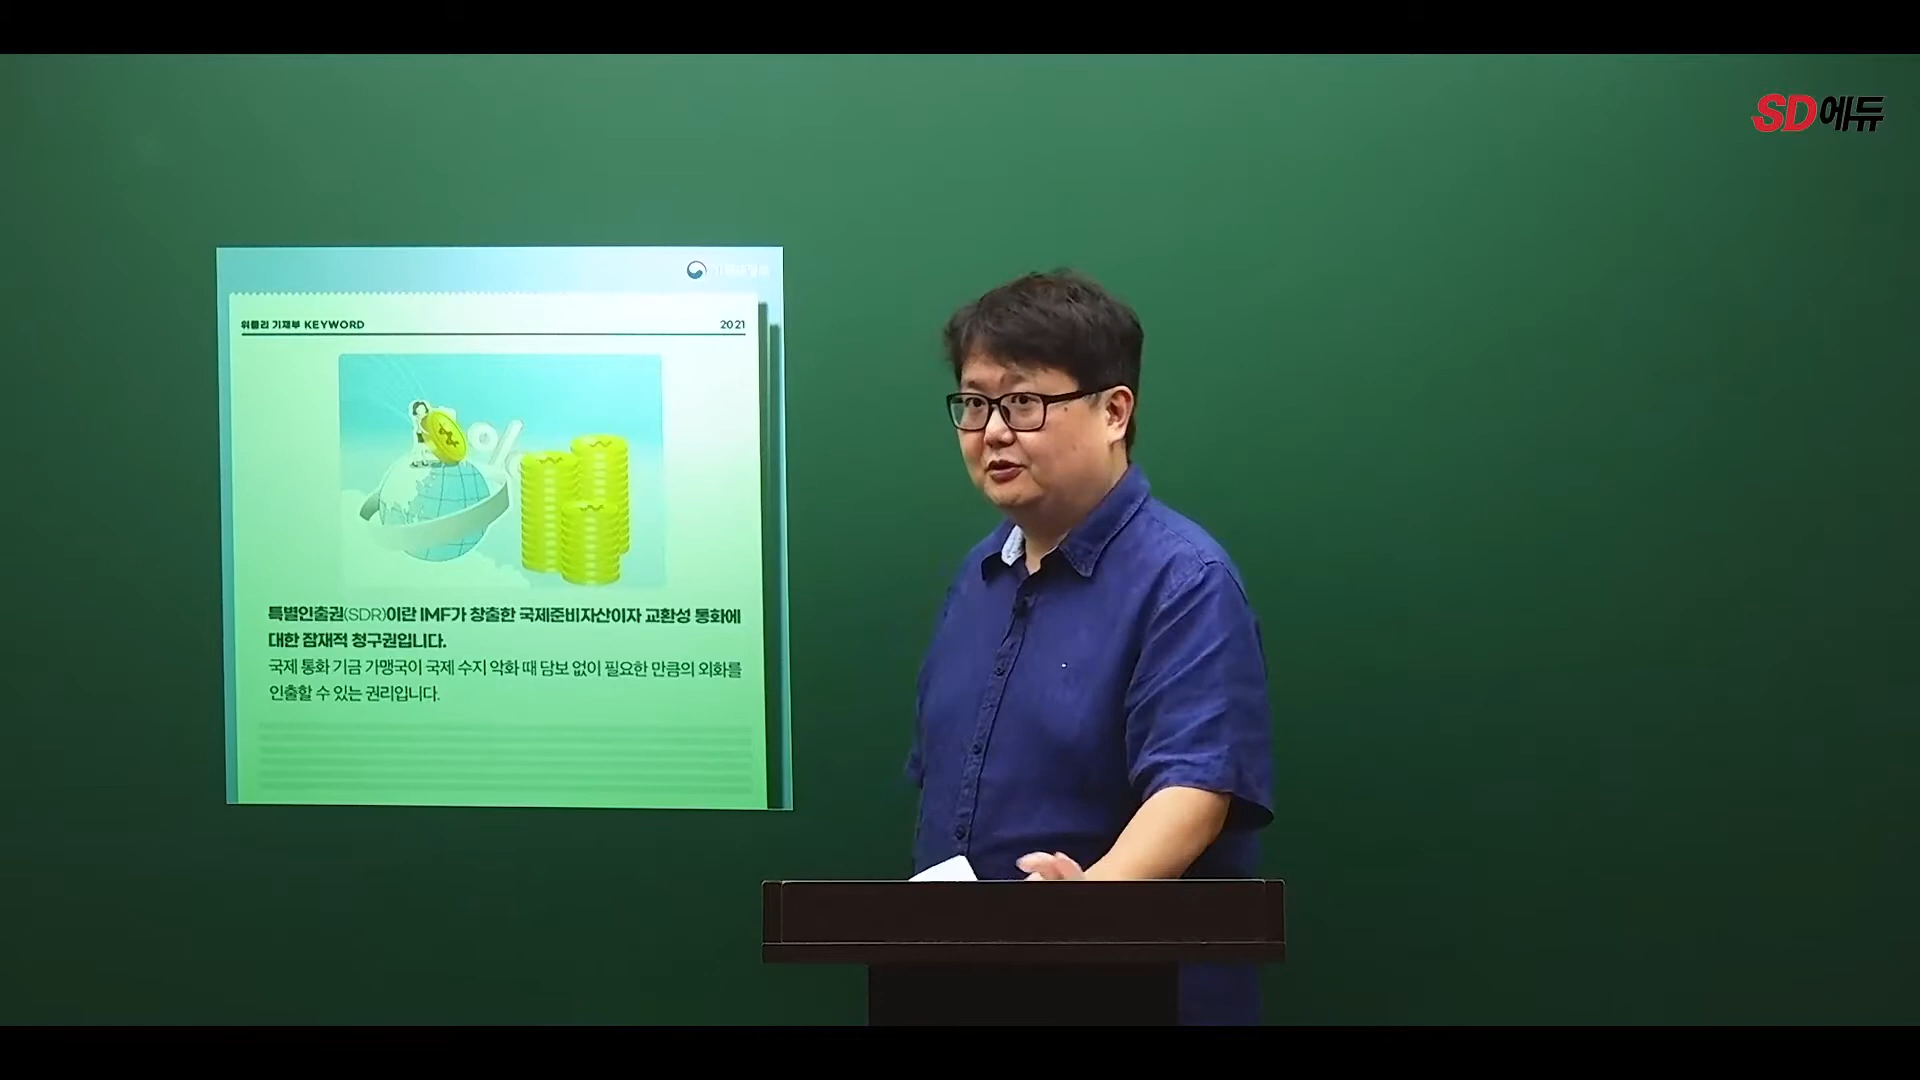 SD에듀
위클리 기재부 KEYWORD
2021
특별인출권(SDR)이란 IMF가 창출한 국제준비자산이자 교환성 통화에
대한 잠재적 청구권입니다.
국제 통화 기금 가맹국이 국제 수지 악화 때 담보 없이 필요한 만큼의 외화를
인출할 수 있는 권리입니다.